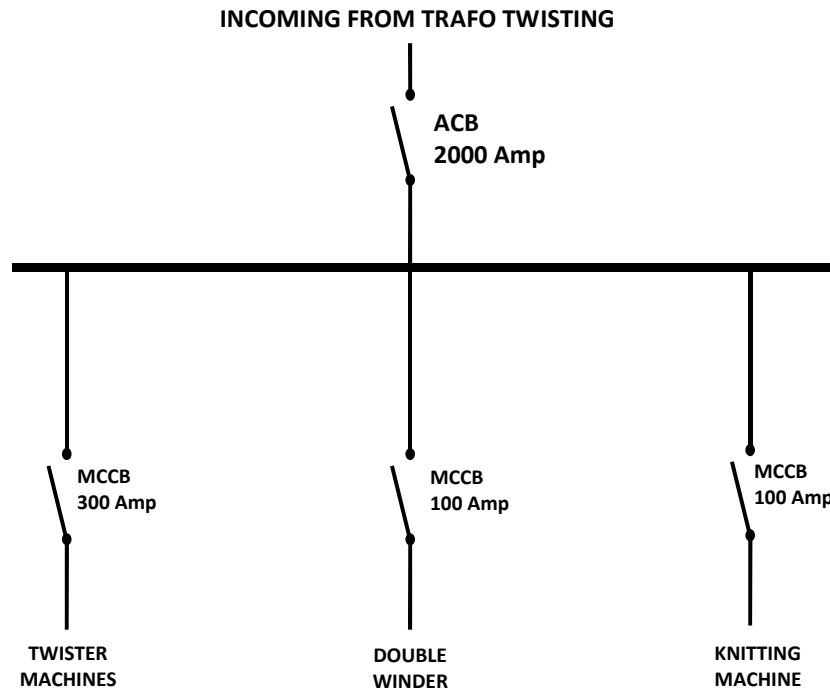 INCOMING FROM TRAFO TWISTING
ACB
2000 Amp
MCCB
300 Amp
MCCB
100 Amp
MCCB
100 Amp
TWISTER
MACHINES
DOUBLE
WINDER
KNITTING
MACHINE